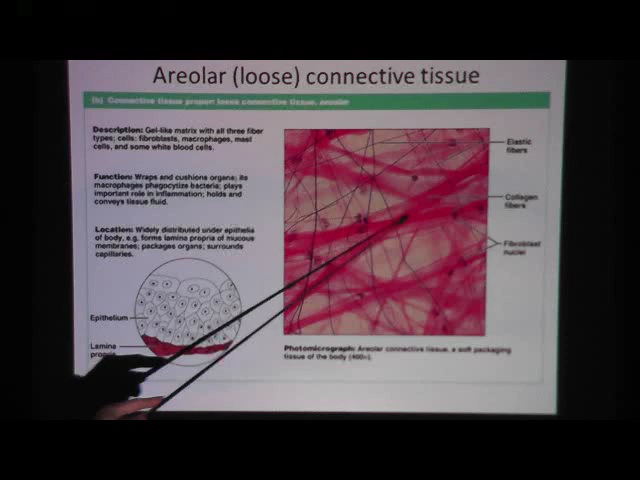 Areolar (loose) connective tissue
(b) Connective tissue proper: loose connective tissue, areolar
Description: Gel-like matrix with all three fiber
types; cells: fibroblasts, macrophages, mast
cells, and some white blood cells.
Function: Wraps and cushions organs; its
macrophages phagocytize bacteria; plays
important role in inflammation; holds and
conveys tissue fluid.
Location: Widely distributed under epithelia
of body, e.g, forms lamina propria of mucous
membranes; packages organs; surrounds
capillaries.
Elastic
fibers
Collagen
fibers
Fibroblast
nuclei
Epithelium
Lamina
propria
Photomicrograph: Areolar connective tissue, a soft packaging
tissue of the body (400×).